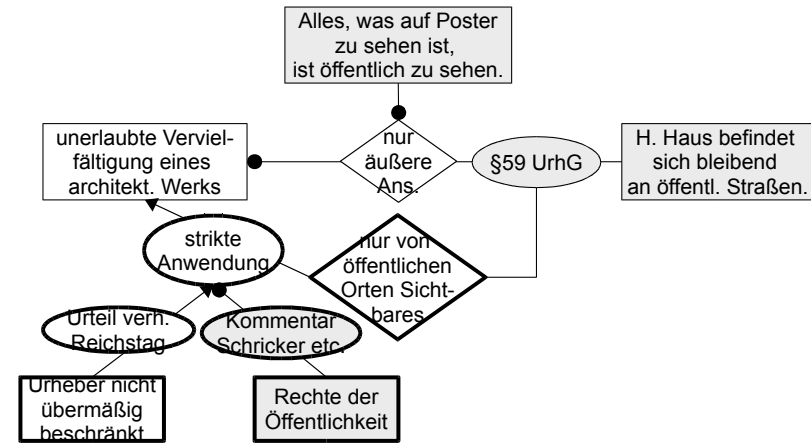 Alles, was auf Poster
zu sehen ist,
ist öffentlich zu sehen.
unerlaubte Verviel-
fältigung eines
architekt. Werks
nur
äußere
Ans.
§59 UrhG
H. Haus befindet
sich bleibend
an öffentl. Straßen.
strikte
Anwendung
nur von
öffentlichen
Orten Sicht-
bares
Urteil verh.
Reichstag
Kommentar
Schricker etc.
Urheber nicht
übermäßig
beschränkt
Rechte der
Öffentlichkeit